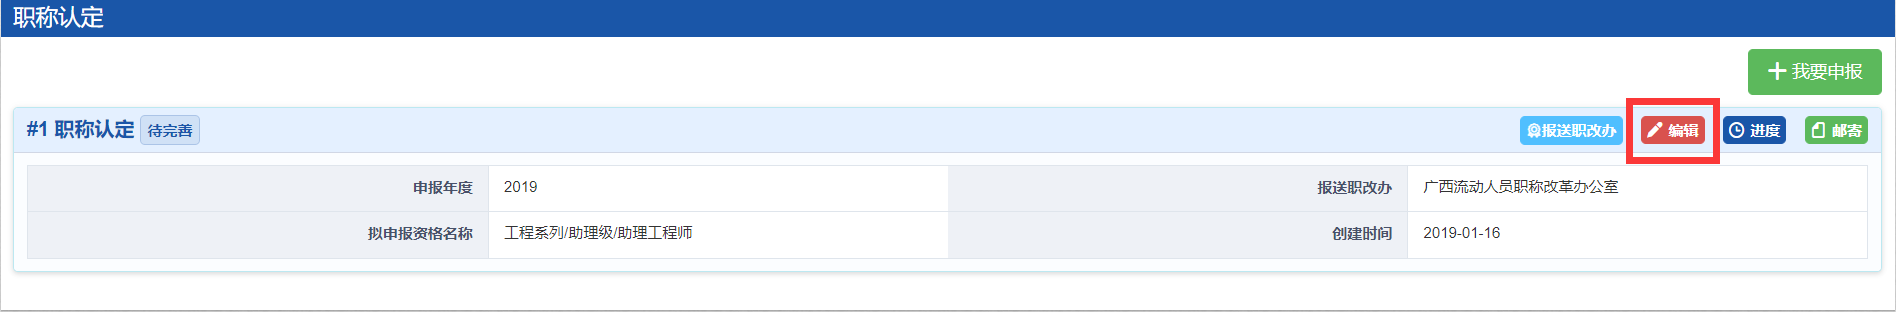 职称认定
我要申报
#1 职称认定 待完善 报送职改办 编辑 进度 邮寄
申报年度 2019 报送职改办 广西流动人员职称改革办公室
拟申报资格名称 工程系列/助理级/助理工程师 创建时间 2019-01-16